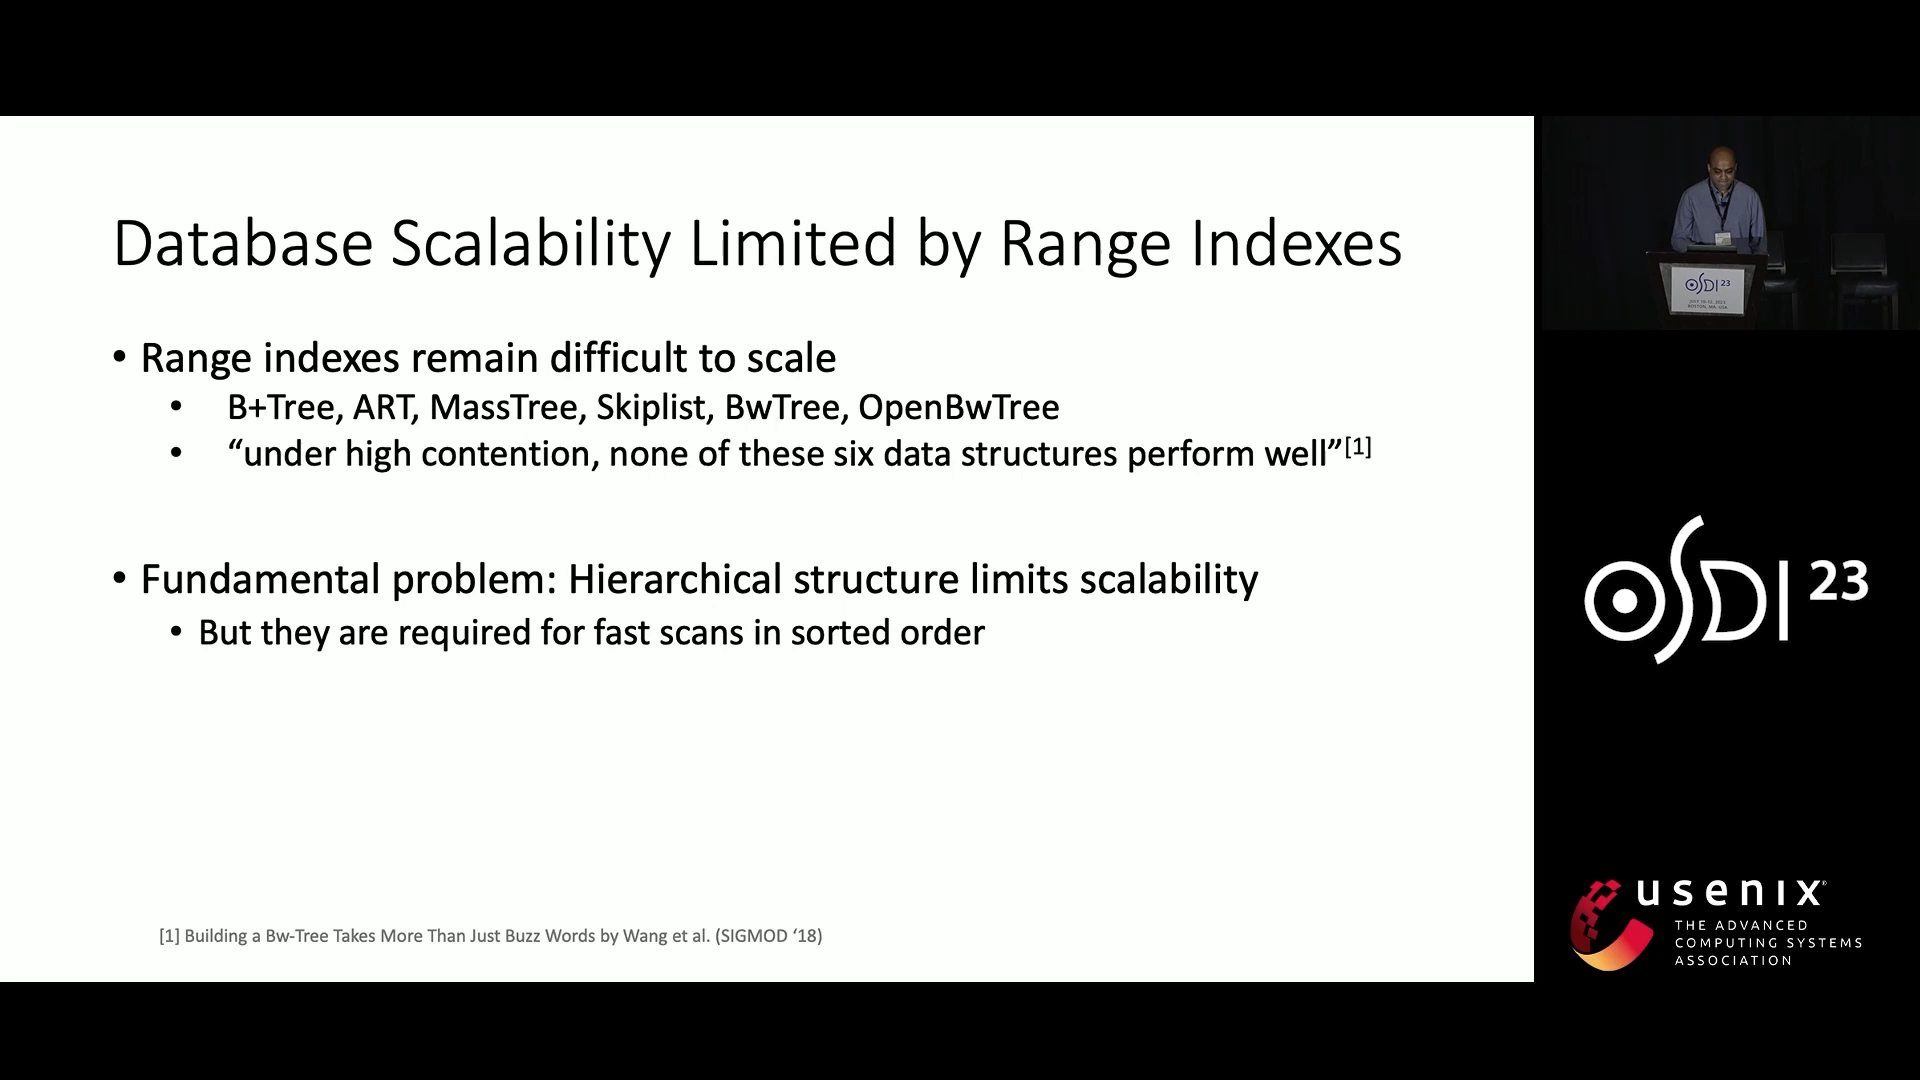 Database Scalability Limited by Range Indexes
• Range indexes remain difficult to scale
• B+Tree, ART, MassTree, Skiplist, BwTree, OpenBwTree
• “under high contention, none of these six data structures perform well”[1]
• Fundamental problem: Hierarchical structure limits scalability
• But they are required for fast scans in sorted order
[1] Building a Bw-Tree Takes More Than Just Buzz Words by Wang et al. (SIGMOD ‘18)
OSDI 23
OSDI 23
usenix
THE ADVANCED
COMPUTING SYSTEMS
ASSOCIATION